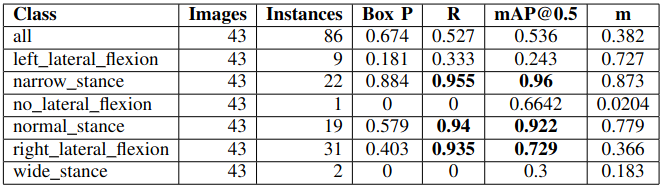 Class Images Instances Box P R mAP@0.5 m
all 43 86 0.674 0.527 0.536 0.382
left_lateral_flexion 43 9 0.181 0.333 0.243 0.727
narrow_stance 43 22 0.884 0.955 0.96 0.873
no_lateral_flexion 43 1 0 0 0.6642 0.0204
normal_stance 43 19 0.579 0.94 0.922 0.779
right_lateral_flexion 43 31 0.403 0.935 0.729 0.366
wide_stance 43 2 0 0 0.3 0.183